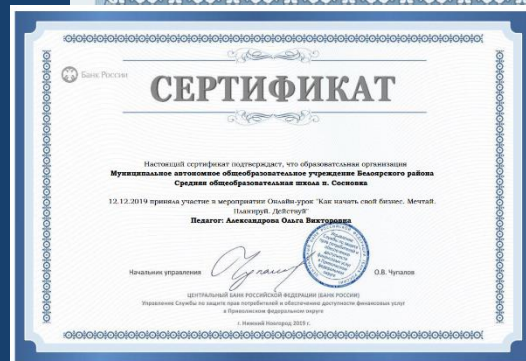 Банк России
СЕРТИФИКАТ
Настоящий сертификат подтверждает, что образовательная организация
Муниципальное автономное общеобразовательное учреждение Белоярского района
Средняя общеобразовательная школа п. Сосновка
12.12.2019 приняла участие в мероприятии Онлайн-урок "Как начать свой бизнес. Мечтай.
Планируй. Действуй"
Педагог: Александрова Ольга Викторовна
Начальник управления
О.В. Чупалов
ЦЕНТРАЛЬНЫЙ БАНК РОССИЙСКОЙ ФЕДЕРАЦИИ (БАНК РОССИИ)
Управление Службы по защите прав потребителей и обеспечению доступности финансовых услуг
в Приволжском федеральном округе
г. Нижний Новгород 2019 г.